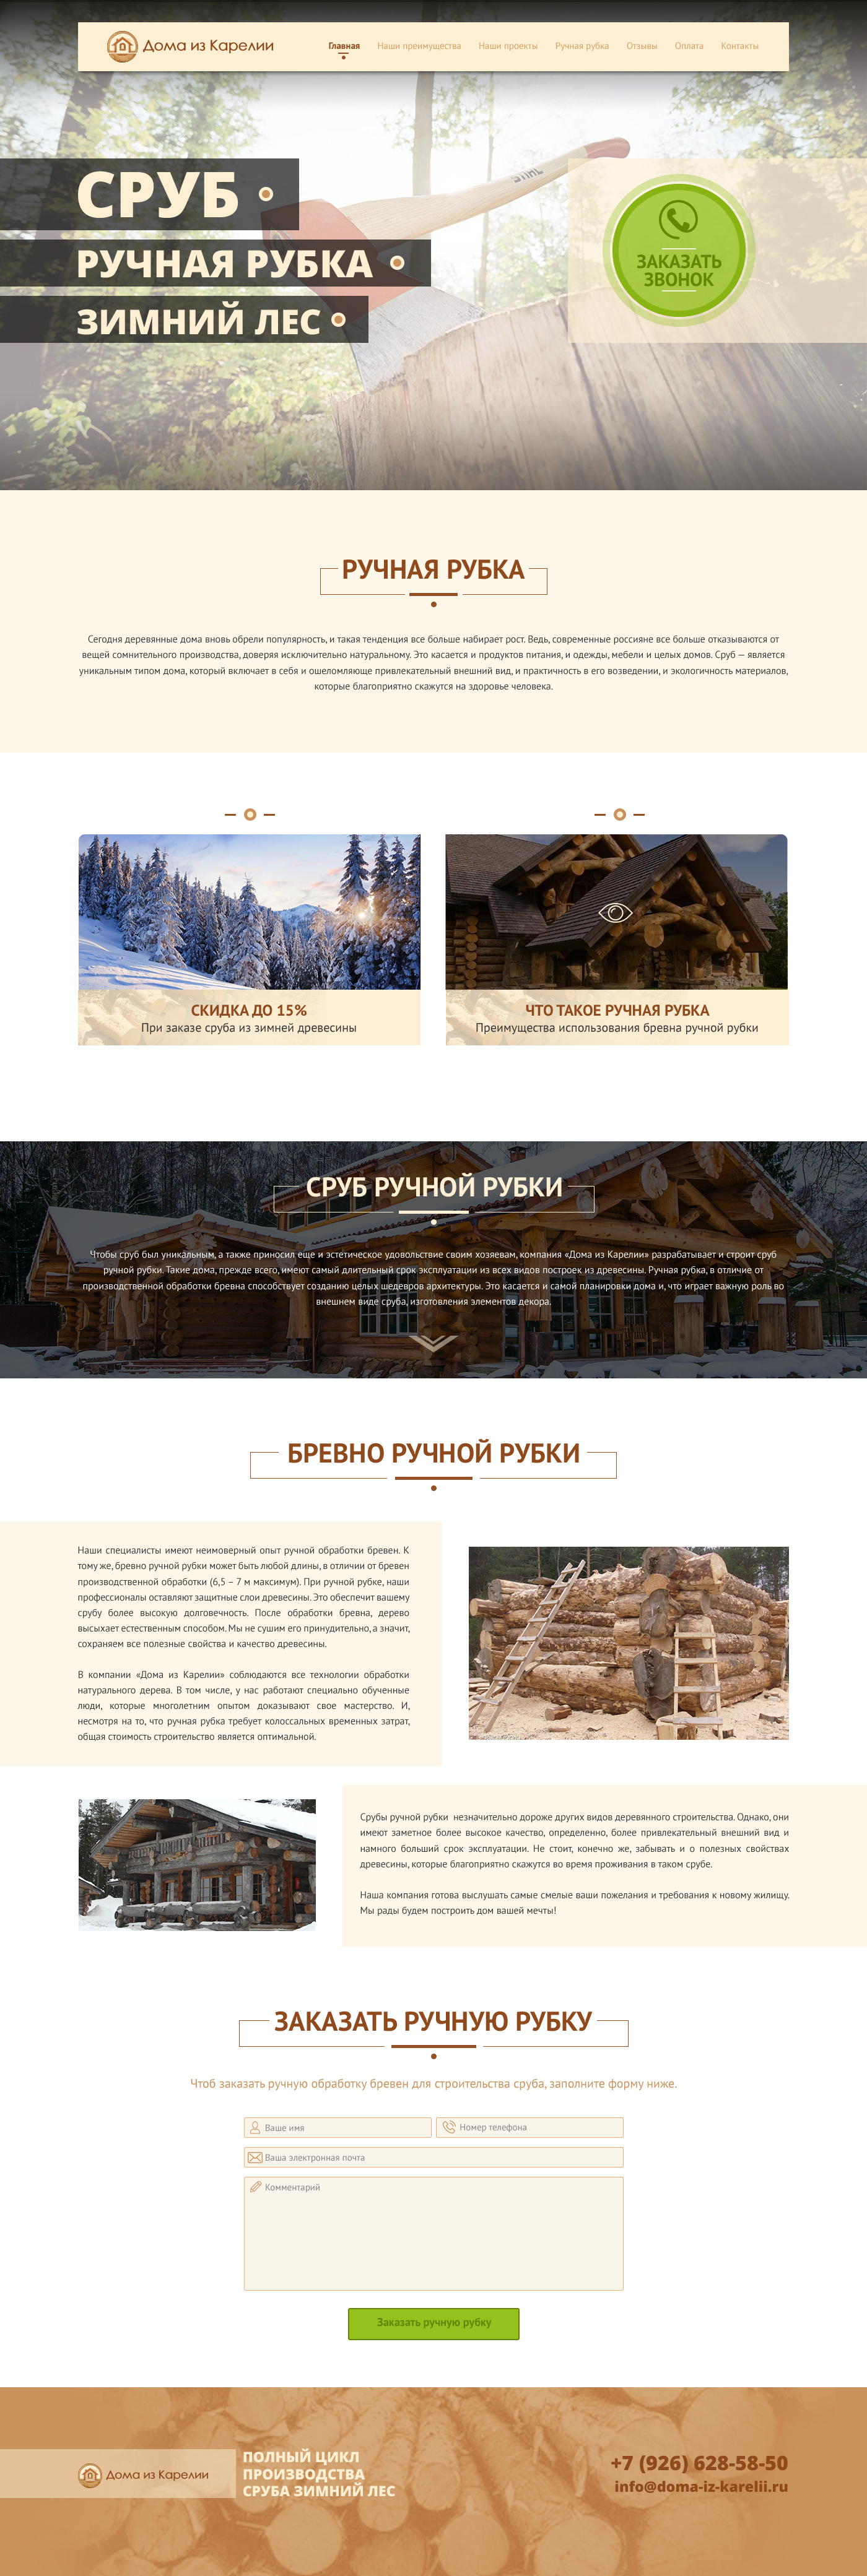 Дома из Карелии
Главная Наши преимущества Наши проекты Ручная рубка Отзывы Оплата Контакты
STIHL
СРУБ
РУЧНАЯ РУБКА
ЗИМНИЙ ЛЕС
ЗАКАЗАТЬ
ЗВОНОК
РУЧНАЯ РУБКА
Сегодня деревянные дома вновь обрели популярность, и такая тенденция все больше набирает рост. Ведь, современные россияне все больше отказываются от
вещей сомнительного производства, доверяя исключительно натуральному. Это касается и продуктов питания, и одежды, мебели и целых домов. Сруб — является
уникальным типом дома, который включает в себя и ошеломляюще привлекательный внешний вид, и практичность в его возведении, и экологичность материалов,
которые благоприятно скажутся на здоровье человека.
СКИДКА ДО 15%
При заказе сруба из зимней древесины
ЧТО ТАКОЕ РУЧНАЯ РУБКА
Преимущества использования бревна ручной рубки
СРУБ РУЧНОЙ РУБКИ
Чтобы сруб был уникальным, а также приносил еще и эстетическое удовольствие своим хозяевам, компания «Дома из Карелии» разрабатывает и строит сруб
ручной рубки. Такие дома, прежде всего, имеют самый длительный срок эксплуатации из всех видов построек из древесины. Ручная рубка, в отличие от
производственной обработки бревна способствует созданию целых шедевров архитектуры. Это касается и самой планировки дома и, что играет важную роль во
внешнем виде сруба, изготовления элементов декора.
БРЕВНО РУЧНОЙ РУБКИ
Наши специалисты имеют неимоверный опыт ручной обработки бревен. К
тому же, бревно ручной рубки может быть любой длины, в отличии от бревен
производственной обработки (6,5 – 7 м максимум). При ручной рубке, наши
профессионалы оставляют защитные слои древесины. Это обеспечит вашему
срубу более высокую долговечность. После обработки бревна, дерево
высыхает естественным способом. Мы не сушим его принудительно, а значит,
сохраняем все полезные свойства и качество древесины.
В компании «Дома из Карелии» соблюдаются все технологии обработки
натурального дерева. В том числе, у нас работают специально обученные
люди, которые многолетним опытом доказывают свое мастерство. И,
несмотря на то, что ручная рубка требует колоссальных временных затрат,
общая стоимость строительство является оптимальной.
Срубы ручной рубки незначительно дороже других видов деревянного строительства. Однако, они
имеют заметное более высокое качество, определенно, более привлекательный внешний вид и
намного больший срок эксплуатации. Не стоит, конечно же, забывать и о полезных свойствах
древесины, которые благоприятно скажутся во время проживания в таком срубе.
Наша компания готова выслушать самые смелые ваши пожелания и требования к новому жилищу.
Мы рады будем построить дом вашей мечты!
ЗАКАЗАТЬ РУЧНУЮ РУБКУ
Чтоб заказать ручную обработку бревен для строительства сруба, заполните форму ниже.
Ваше имя
Номер телефона
Ваша электронная почта
Комментарий
Заказать ручную рубку
Дома из Карелии
ПОЛНЫЙ ЦИКЛ
ПРОИЗВОДСТВА
СРУБА ЗИМНИЙ ЛЕС
+7 (926) 628-58-50
info@doma-iz-karelii.ru